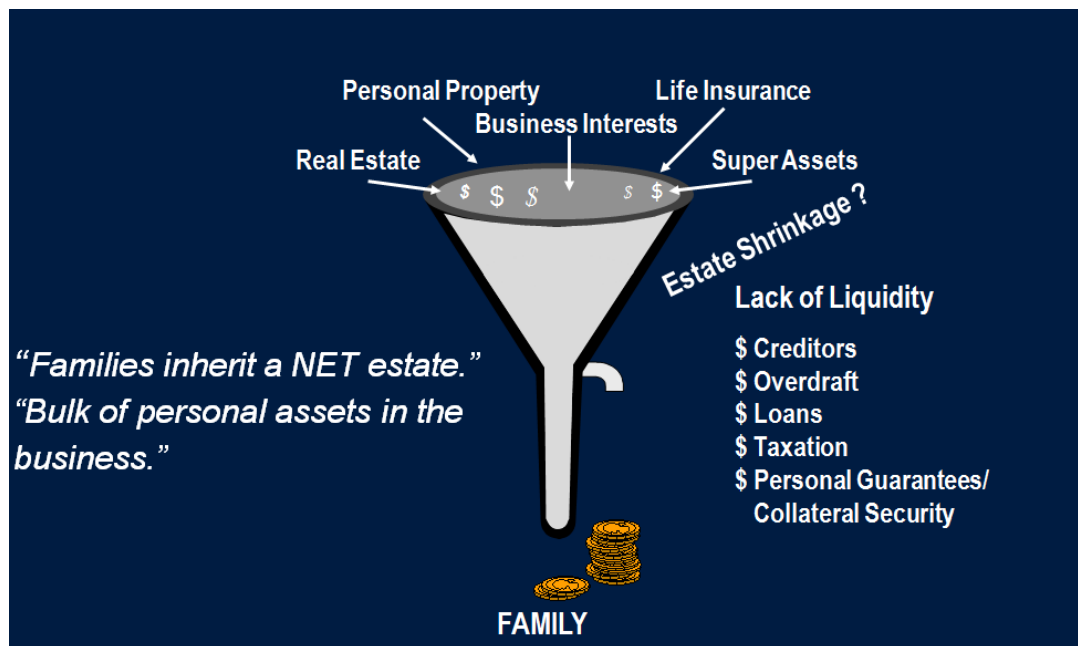 Personal Property
Life Insurance
Business Interests
Real Estate
Super Assets
$ $ $ $ $
Estate Shrinkage ?
Lack of Liquidity
“Families inherit a NET estate.”
“Bulk of personal assets in the
business.”
$ Creditors
$ Overdraft
$ Loans
$ Taxation
$ Personal Guarantees/
Collateral Security
FAMILY